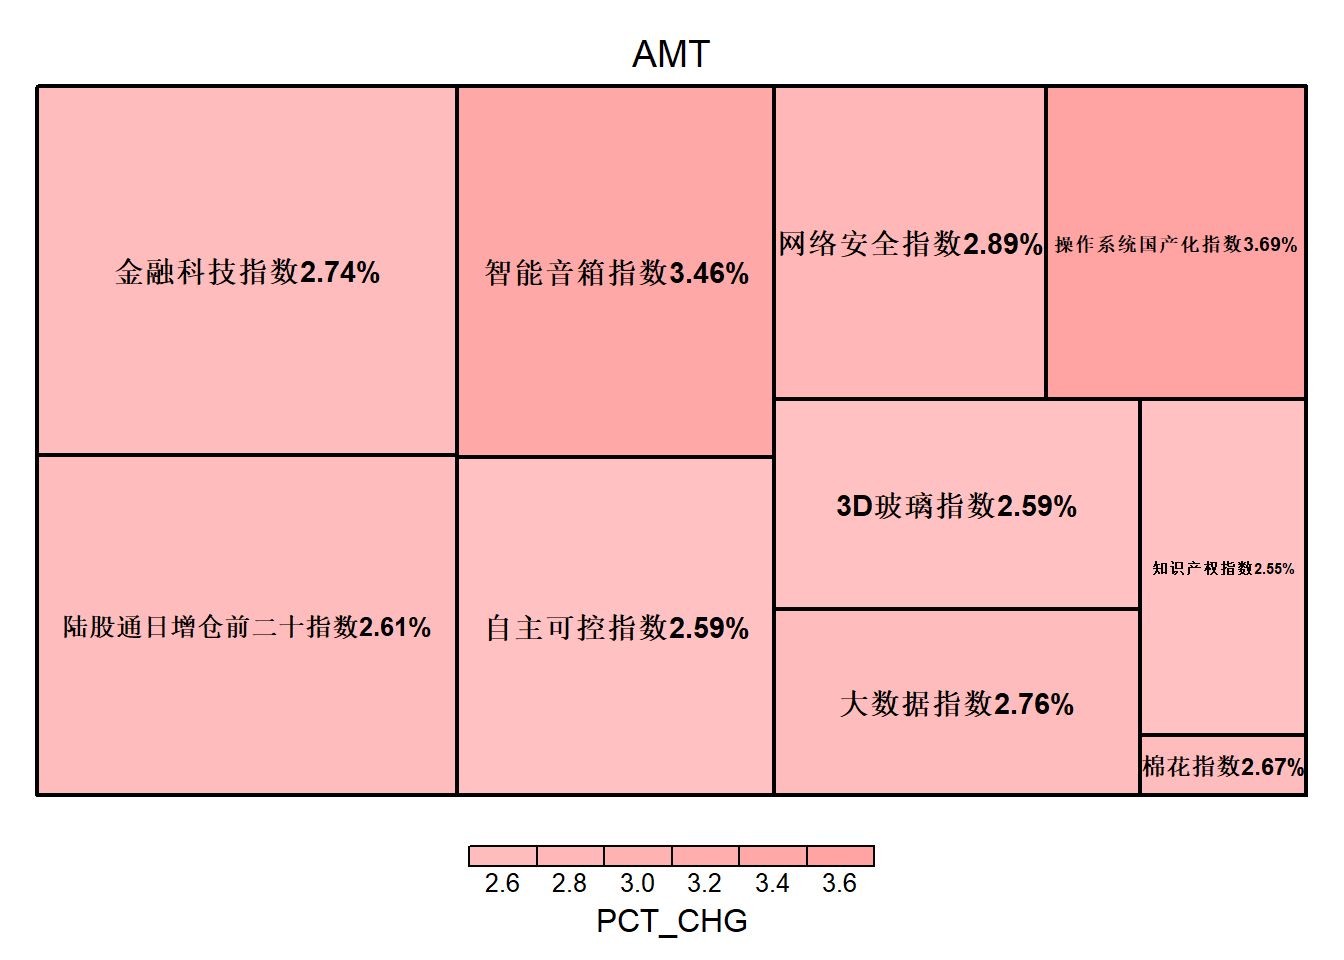 AMT
金融科技指数2.74%
智能音箱指数3.46%
网络安全指数2.89%
操作系统国产化指数3.69%
陆股通日增仓前二十指数2.61%
自主可控指数2.59%
3D玻璃指数2.59%
知识产权指数2.55%
大数据指数2.76%
棉花指数2.67%
2.6 2.8 3.0 3.2 3.4 3.6
PCT_CHG